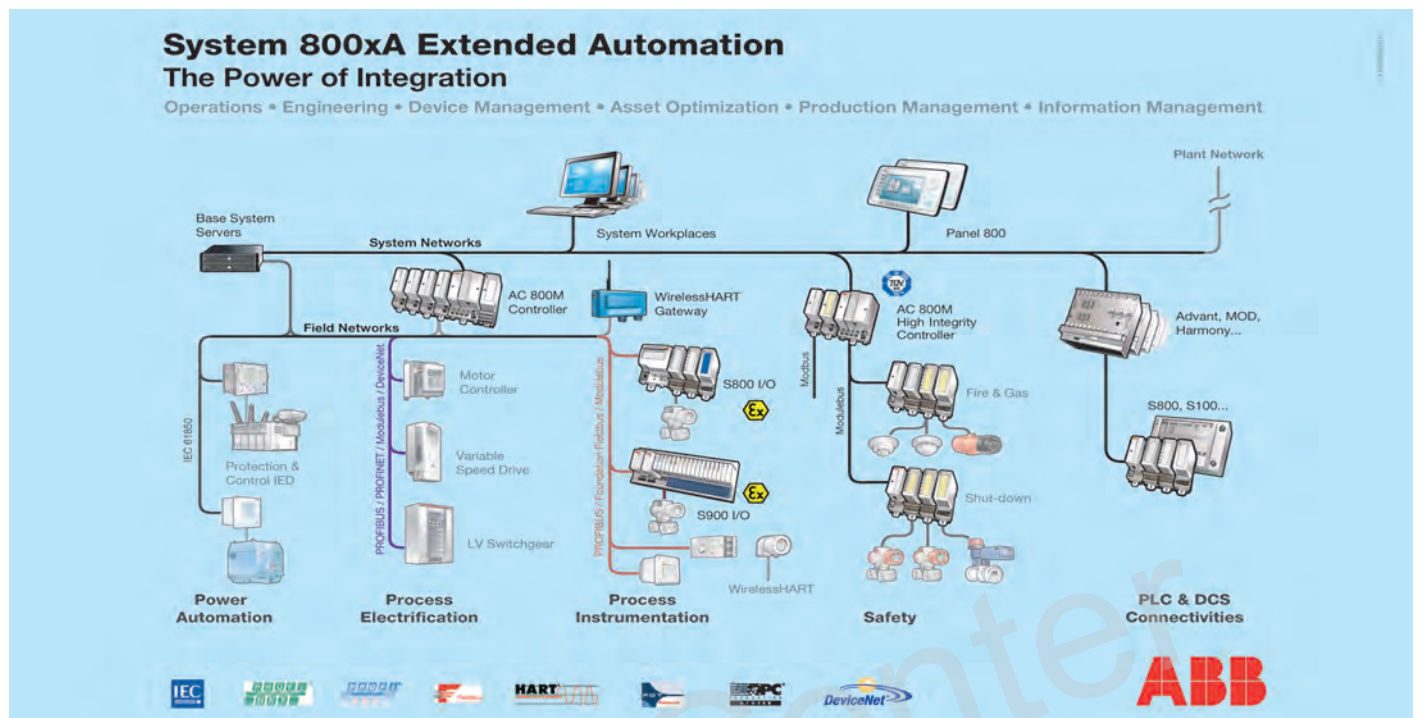 System 800xA Extended Automation
The Power of Integration
Operations • Engineering • Device Management • Asset Optimization • Production Management • Information Management
Plant Network
Base System
Servers
System Networks
System Workplaces
Panel 800
AC 800M
Controller
WirelessHART
Gateway
TÜV
AC 800M
High Integrity
Controller
Advant, MOD,
Harmony...
Field Networks
IEC 61850
Protection &
Control IED
PROFIBUS / PROFINET / Modulebus / DeviceNet
Motor
Controller
Variable
Speed Drive
LV Switchgear
PROFIBUS / Foundation Fieldbus / Modulebus
S800 I/O
Ex
S900 I/O
Ex
WirelessHART
Modbus
Modulebus
Fire & Gas
Shut-down
S800, S100...
Power
Automation
Process
Electrification
Process
Instrumentation
Safety
PLC & DCS
Connectivities
IEC
HART
OPC
DeviceNet
ABB